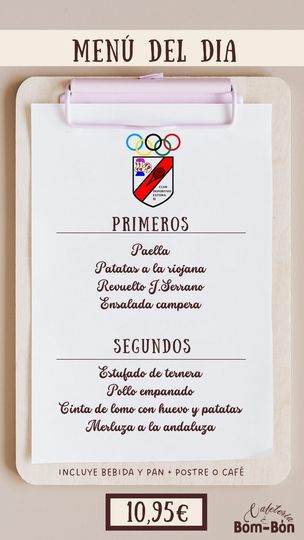 MENÚ DEL DIA
CLUB
DEPORTIVO
PRIMEROS
Paella
Patatas a la riojana
Revuelto J.Serrano
Ensalada campera
SEGUNDOS
Estufado de ternera
Pollo empanado
Cinta de lomo con huevo y patatas
Merluza a la andaluza
INCLUYE BEBIDA Y PAN + POSTRE O CAFÉ
10,95€
Cafetería
Bom-Bón